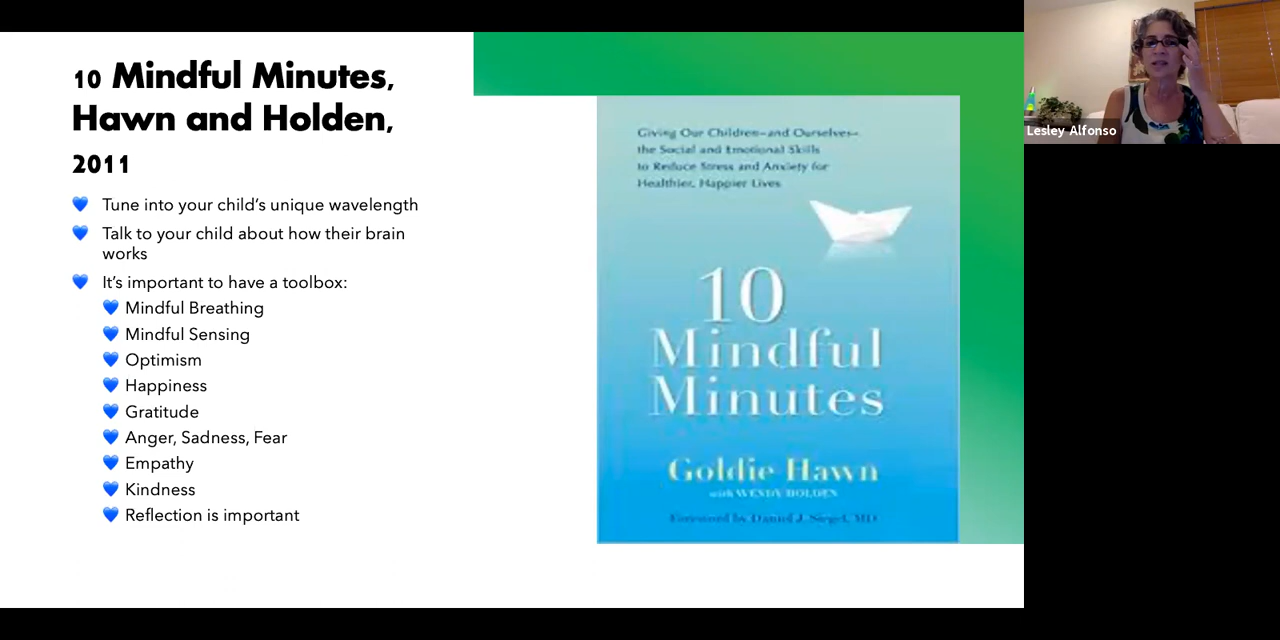 10 Mindful Minutes,
Hawn and Holden,
2011
💙 Tune into your child's unique wavelength
💙 Talk to your child about how their brain
works
💙 It's important to have a toolbox:
💙 Mindful Breathing
💙 Mindful Sensing
💙 Optimism
💙 Happiness
💙 Gratitude
💙 Anger, Sadness, Fear
💙 Empathy
💙 Kindness
💙 Reflection is important
Giving Our Children—and Ourselves—
the Social and Emotional Skills
to Reduce Stress and Anxiety for
Healthier, Happier Lives
10
Mindful
Minutes
Goldie Hawn
with WENDY HOLDEN
Foreword by Daniel J. Siegel, MD
Lesley Alfonso